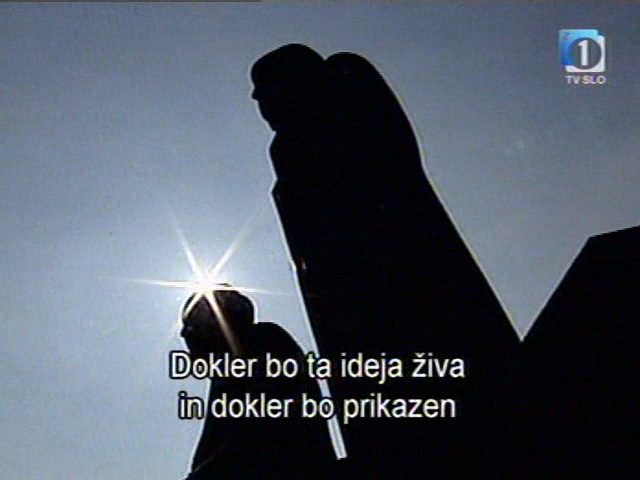 1
TV SLO
Dokler bo ta ideja živa
in dokler bo prikazen